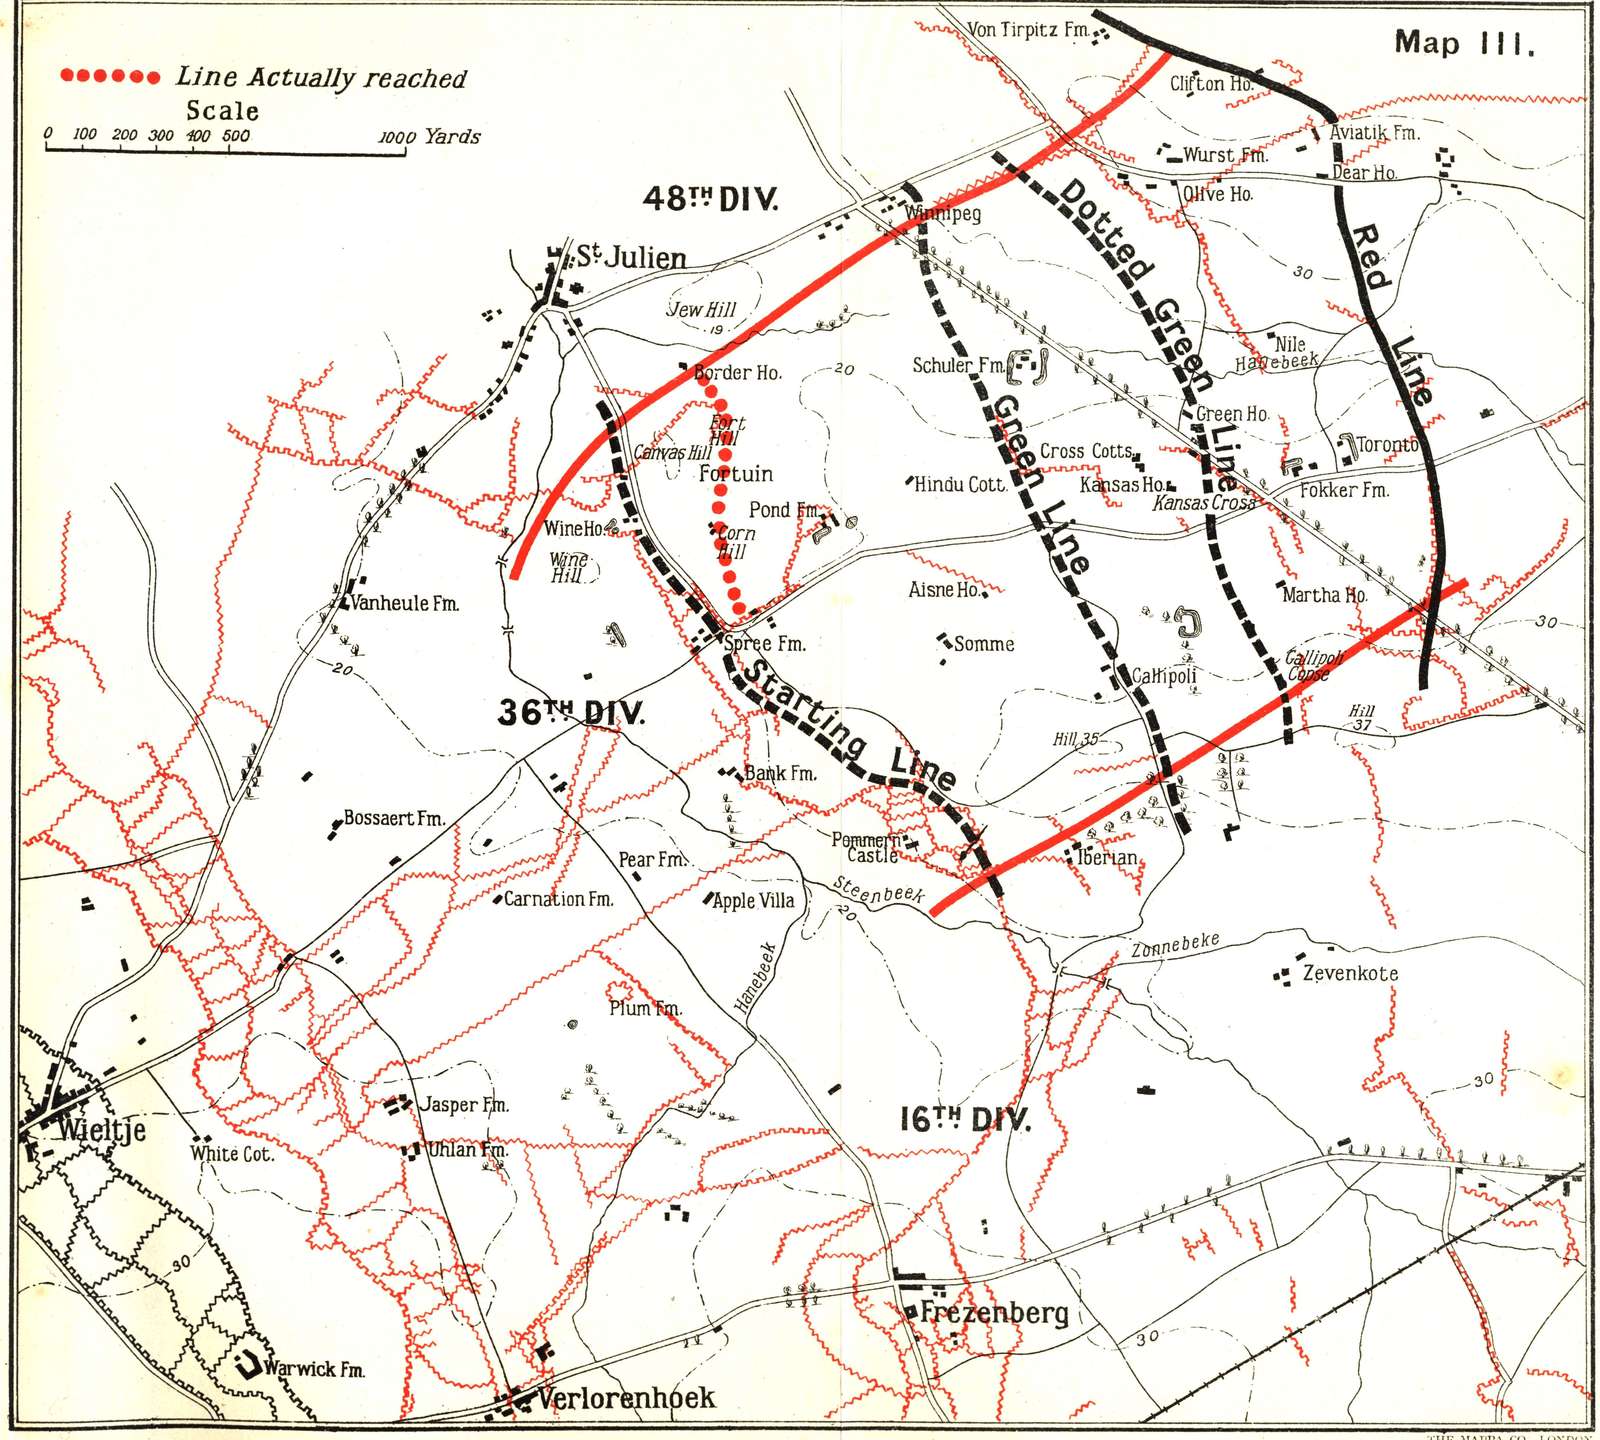 Map III.
Line Actually reached
Scale
0 100 200 300 400 500 1000 Yards
Von Tirpitz Fm.
Clifton Ho.
Aviatik Fm.
Wurst Fm.
Dear Ho.
Olive Ho.
48TH DIV.
Winnipeg
St Julien
Dotted Green Line
Red Line
30
Jew Hill
19
Nile
Hanebeek
Schuler Fm.
Border Ho.
20
Green Ho.
Fort
Hill
Canvas Hill
Fortuin
Green Line
Cross Cotts.
Toronto
Hindu Cott.
Kansas Ho.
Kansas Cross
Fokker Fm.
Pond Fm.
Wine Ho.
Corn
Hill
Wine
Hill
Aisne Ho.
Martha Ho.
Vanheule Fm.
30
Spree Fm.
Somme
20
Gallipoli
Gallipoli
Copse
36TH DIV.
Starting Line
Hill
37
Hill 35
Bank Fm.
Bossaert Fm.
Pommern
Castle
Iberian
Pear Fm.
Carnation Fm.
Apple Villa
Steenbeek
20
Zonnebeke
Hanebeek
Zevenkote
Plum Fm.
30
Jasper Fm.
16TH DIV.
Wieltje
White Cot.
Uhlan Fm.
30
Frezenberg
30
Warwick Fm.
Verlorenhoek
THE MAPPA CO., LONDON